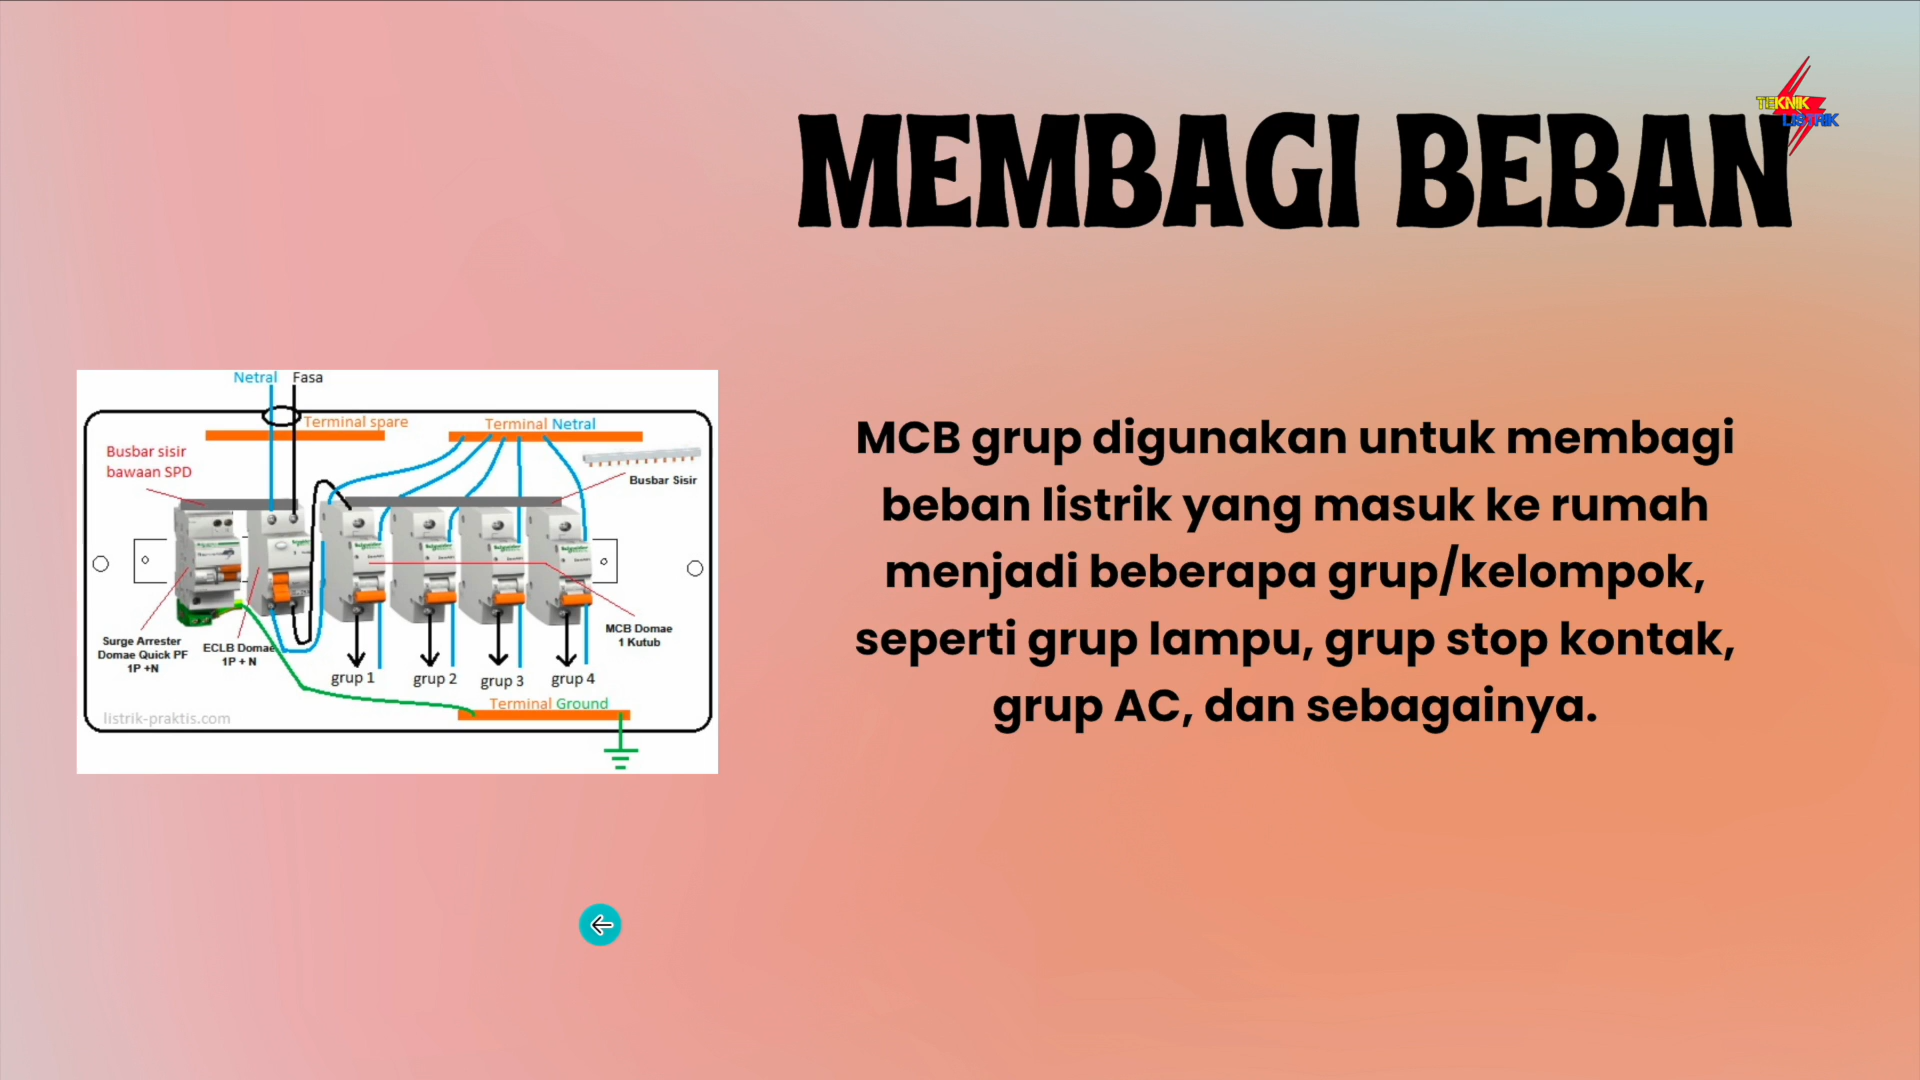 TEKNIK
LISTRIK
MEMBAGI BEBAN
MCB grup digunakan untuk membagi
beban listrik yang masuk ke rumah
menjadi beberapa grup/kelompok,
seperti grup lampu, grup stop kontak,
grup AC, dan sebagainya.
Netral Fasa
Terminal spare
Terminal Netral
Busbar sisir
bawaan SPD
Busbar Sisir
Surge Arrester
Domae Quick PF
1P +N
ECLB Domae
1P + N
MCB Domae
1 Kutub
grup 1
grup 2
grup 3
grup 4
Terminal Ground
listrik-praktis.com